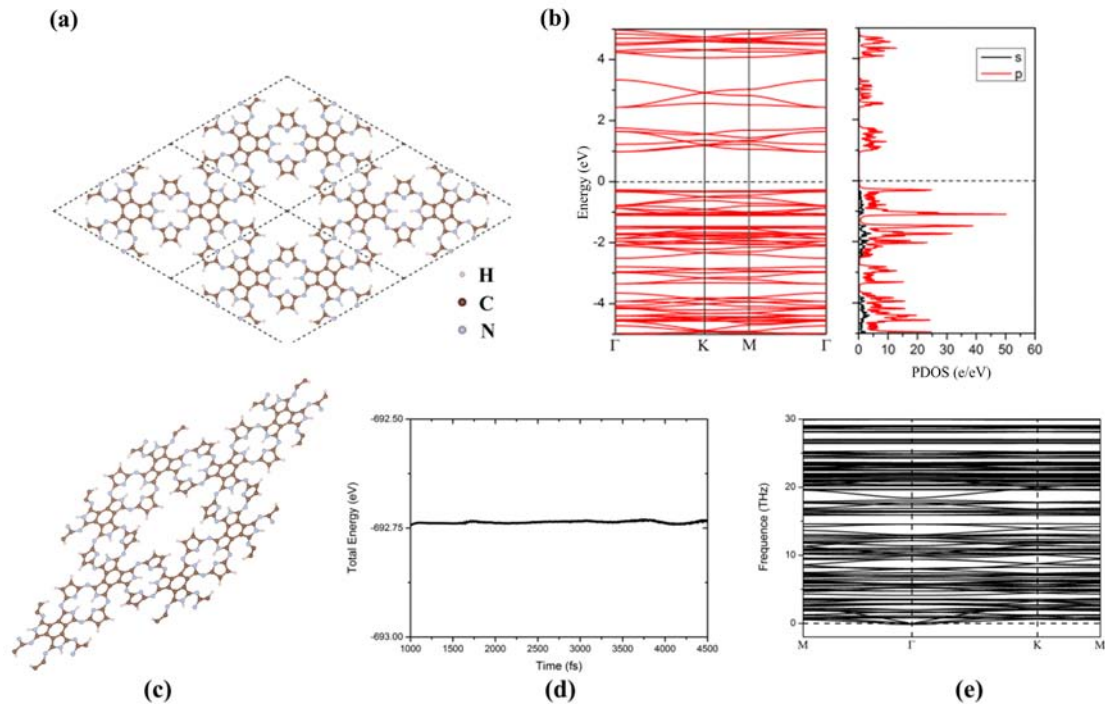 (a)
H
C
N
(b)
Energy (eV)
4
2
0
-2
-4
Γ K M Γ
s
p
0 10 20 30 40 50 60
PDOS (e/eV)
(c)
Total Energy (eV)
-692.50
-692.75
-693.00
1000 1500 2000 2500 3000 3500 4000 4500
Time (fs)
(d)
Frequence (THz)
30
20
10
0
M Γ K M
(e)